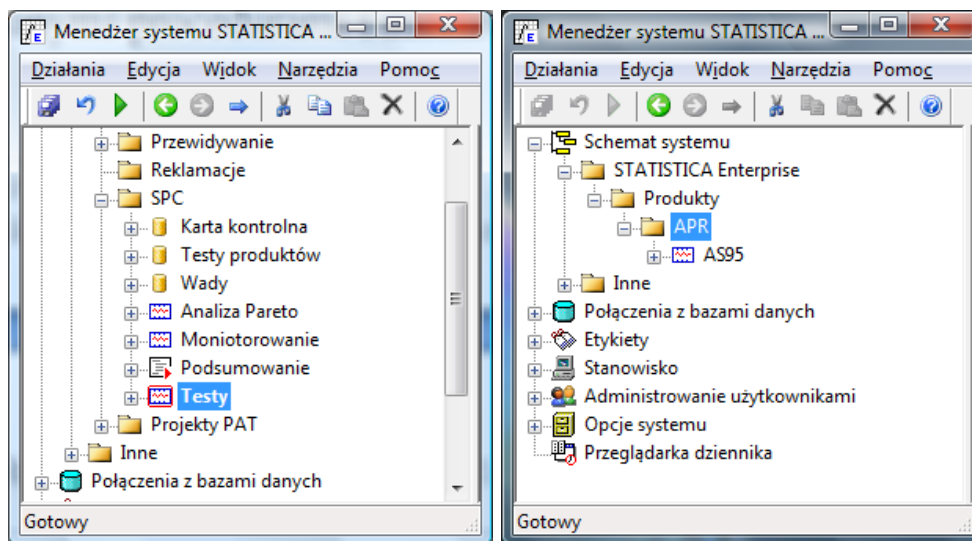 Menedżer systemu STATISTICA ...
Działania Edycja Widok Narzędzia Pomoc
Przewidywanie
Reklamacje
SPC
Karta kontrolna
Testy produktów
Wady
Analiza Pareto
Moniotorowanie
Podsumowanie
Testy
Projekty PAT
Inne
Połączenia z bazami danych
Gotowy
Menedżer systemu STATISTICA ...
Działania Edycja Widok Narzędzia Pomoc
Schemat systemu
STATISTICA Enterprise
Produkty
APR
AS95
Inne
Połączenia z bazami danych
Etykiety
Stanowisko
Administrowanie użytkownikami
Opcje systemu
Przeglądarka dziennika
Gotowy